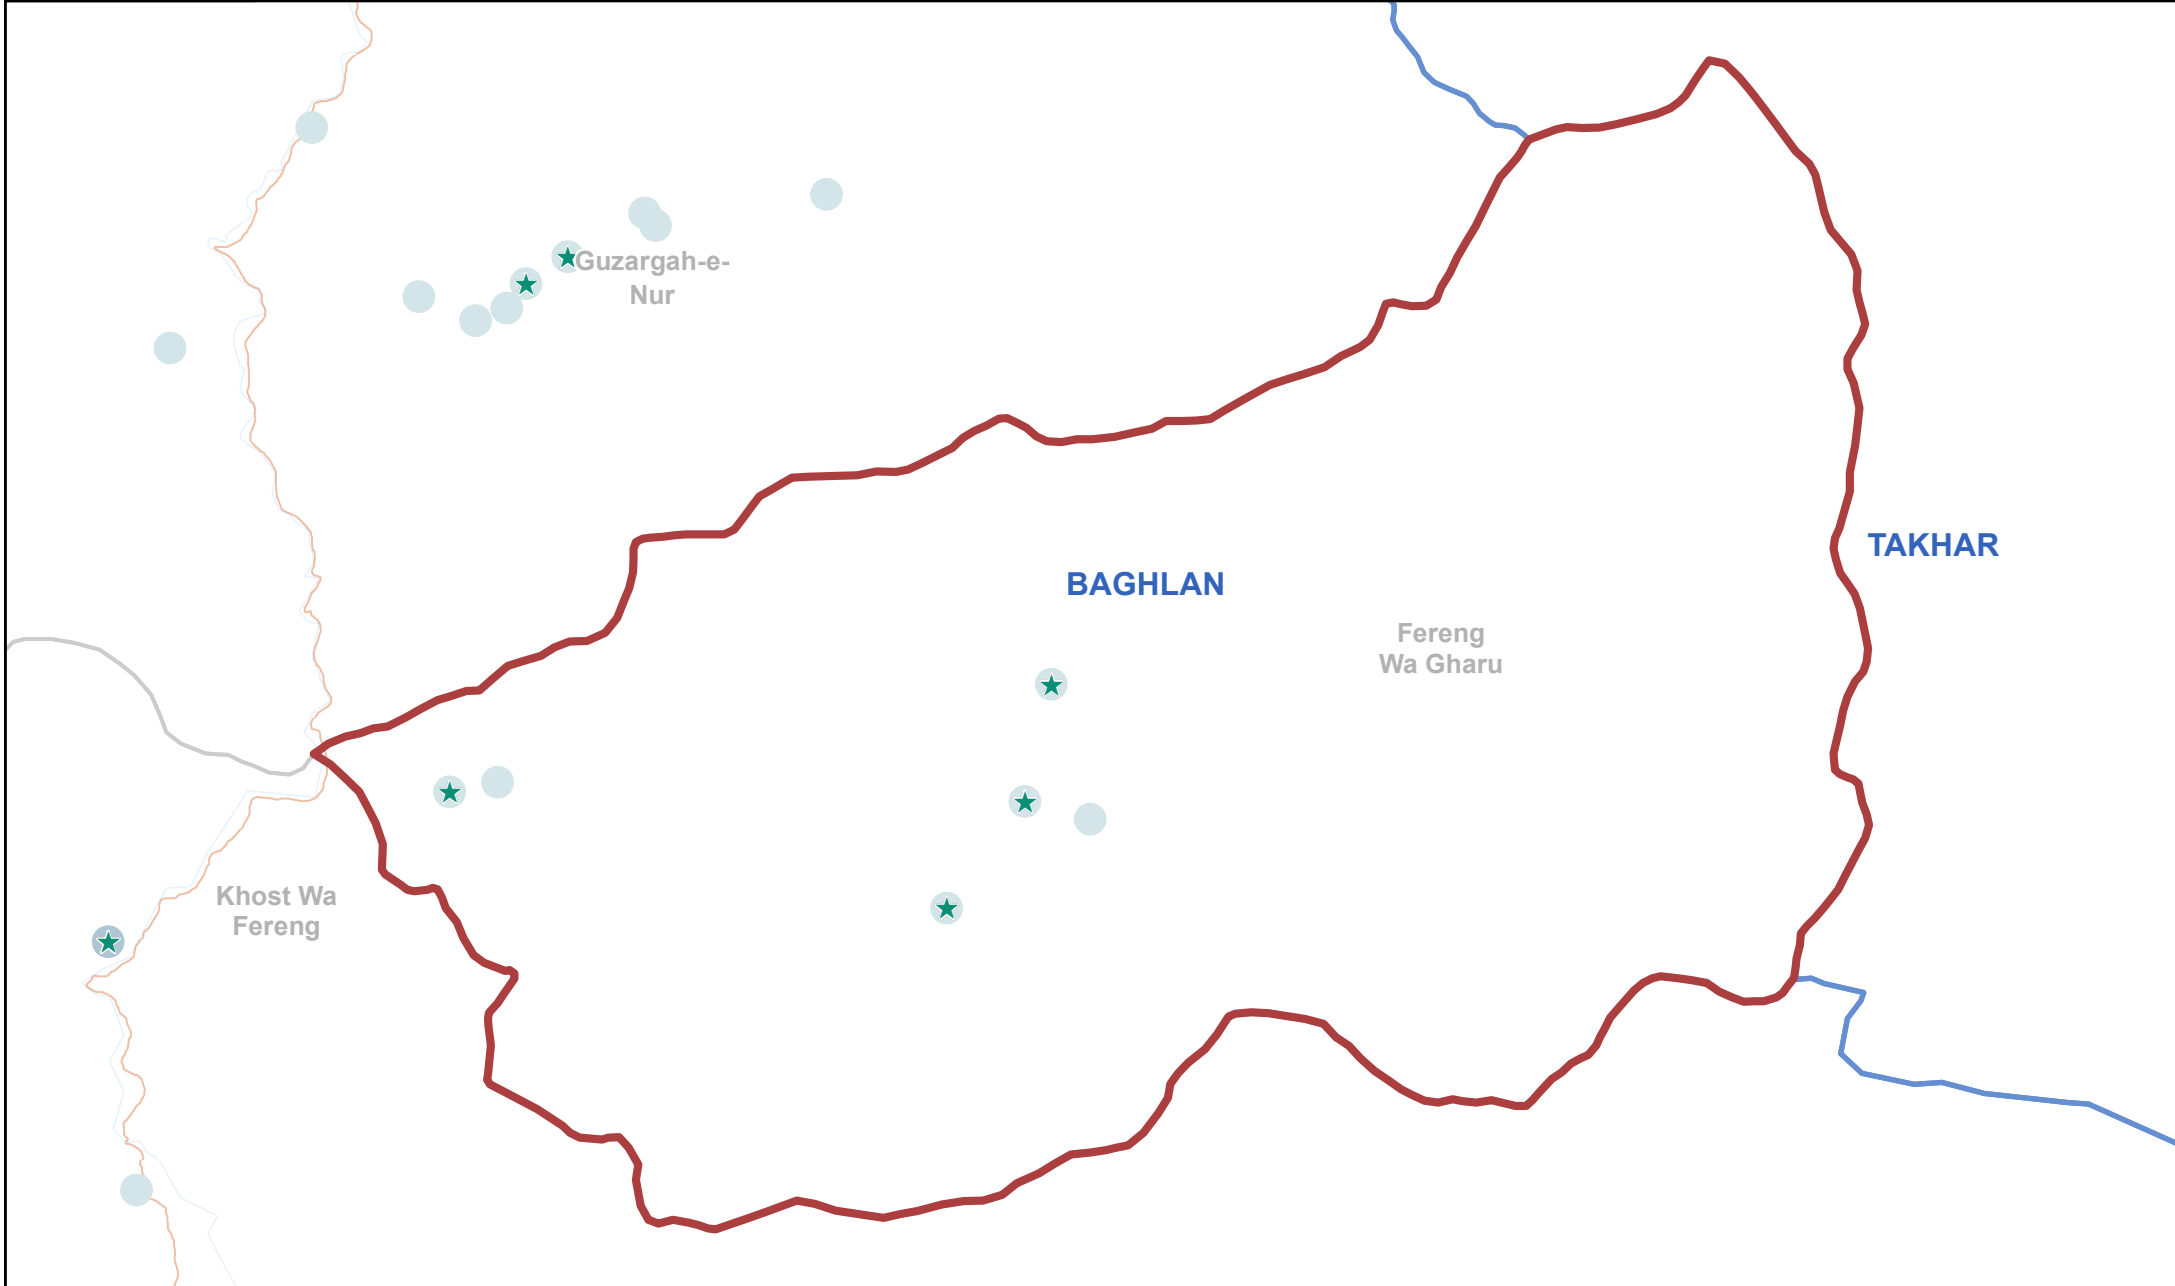 Guzargah-e-
Nur
TAKHAR
BAGHLAN
Fereng
Wa Gharu
Khost Wa
Fereng